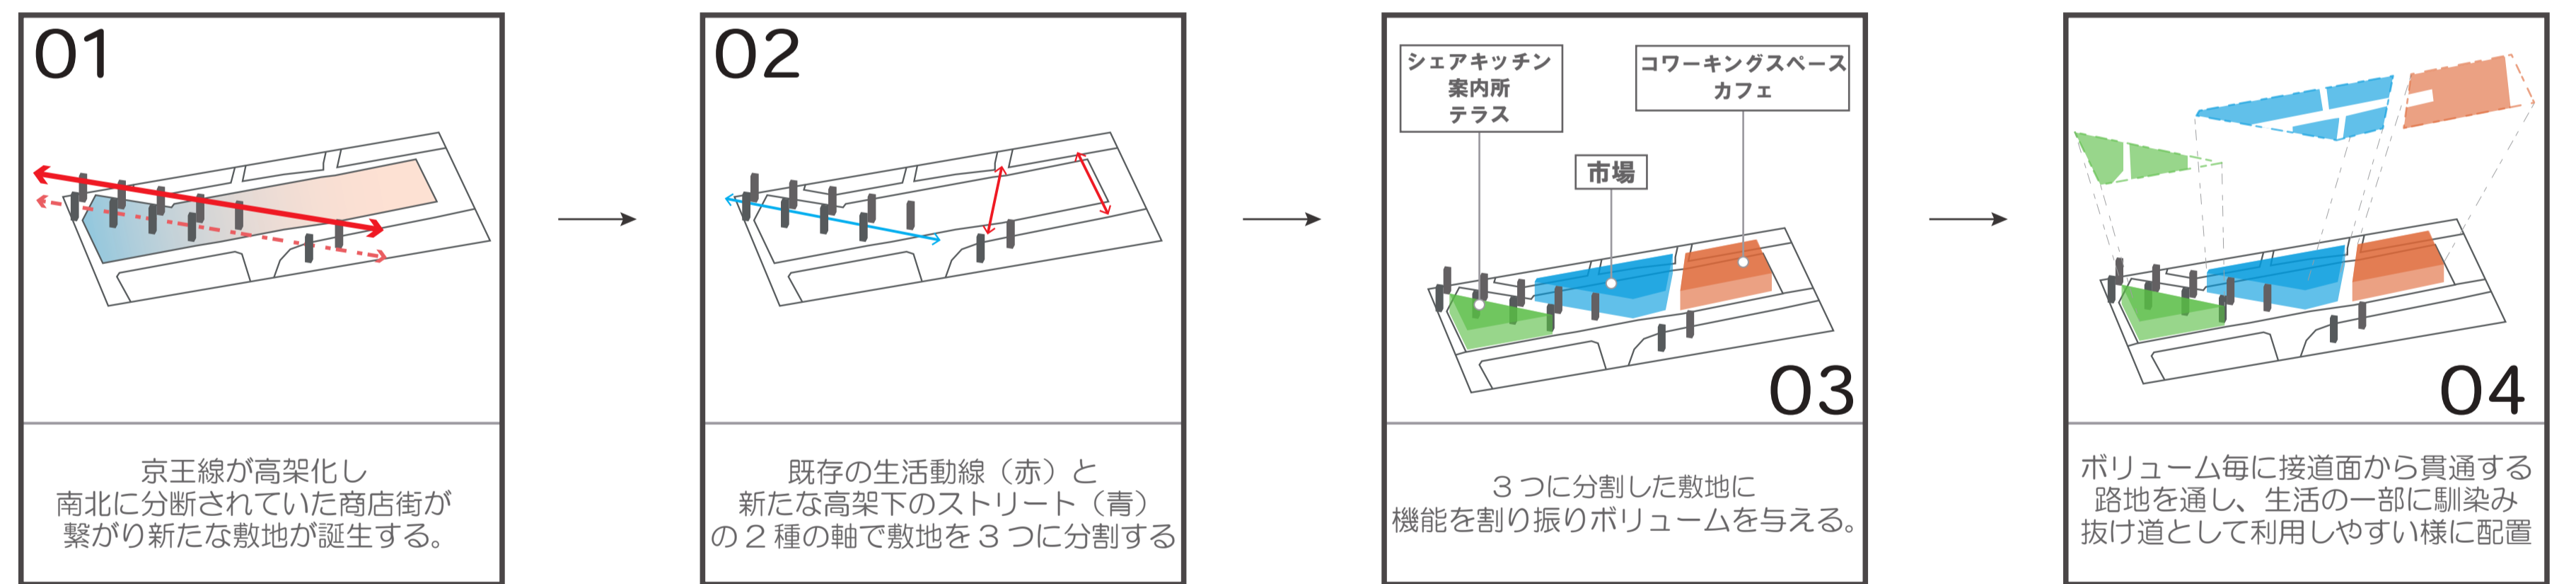 01
京王線が高架化し
南北に分断されていた商店街が
繋がり新たな敷地が誕生する。
02
既存の生活動線（赤）と
新たな高架下のストリート（青）
の２種の軸で敷地を３つに分割する
シェアキッチン
案内所
テラス
コワーキングスペース
カフェ
市場
03
３つに分割した敷地に
機能を割り振りボリュームを与える。
04
ボリューム毎に接道面から貫通する
路地を通し、生活の一部に馴染み
抜け道として利用しやすい様に配置